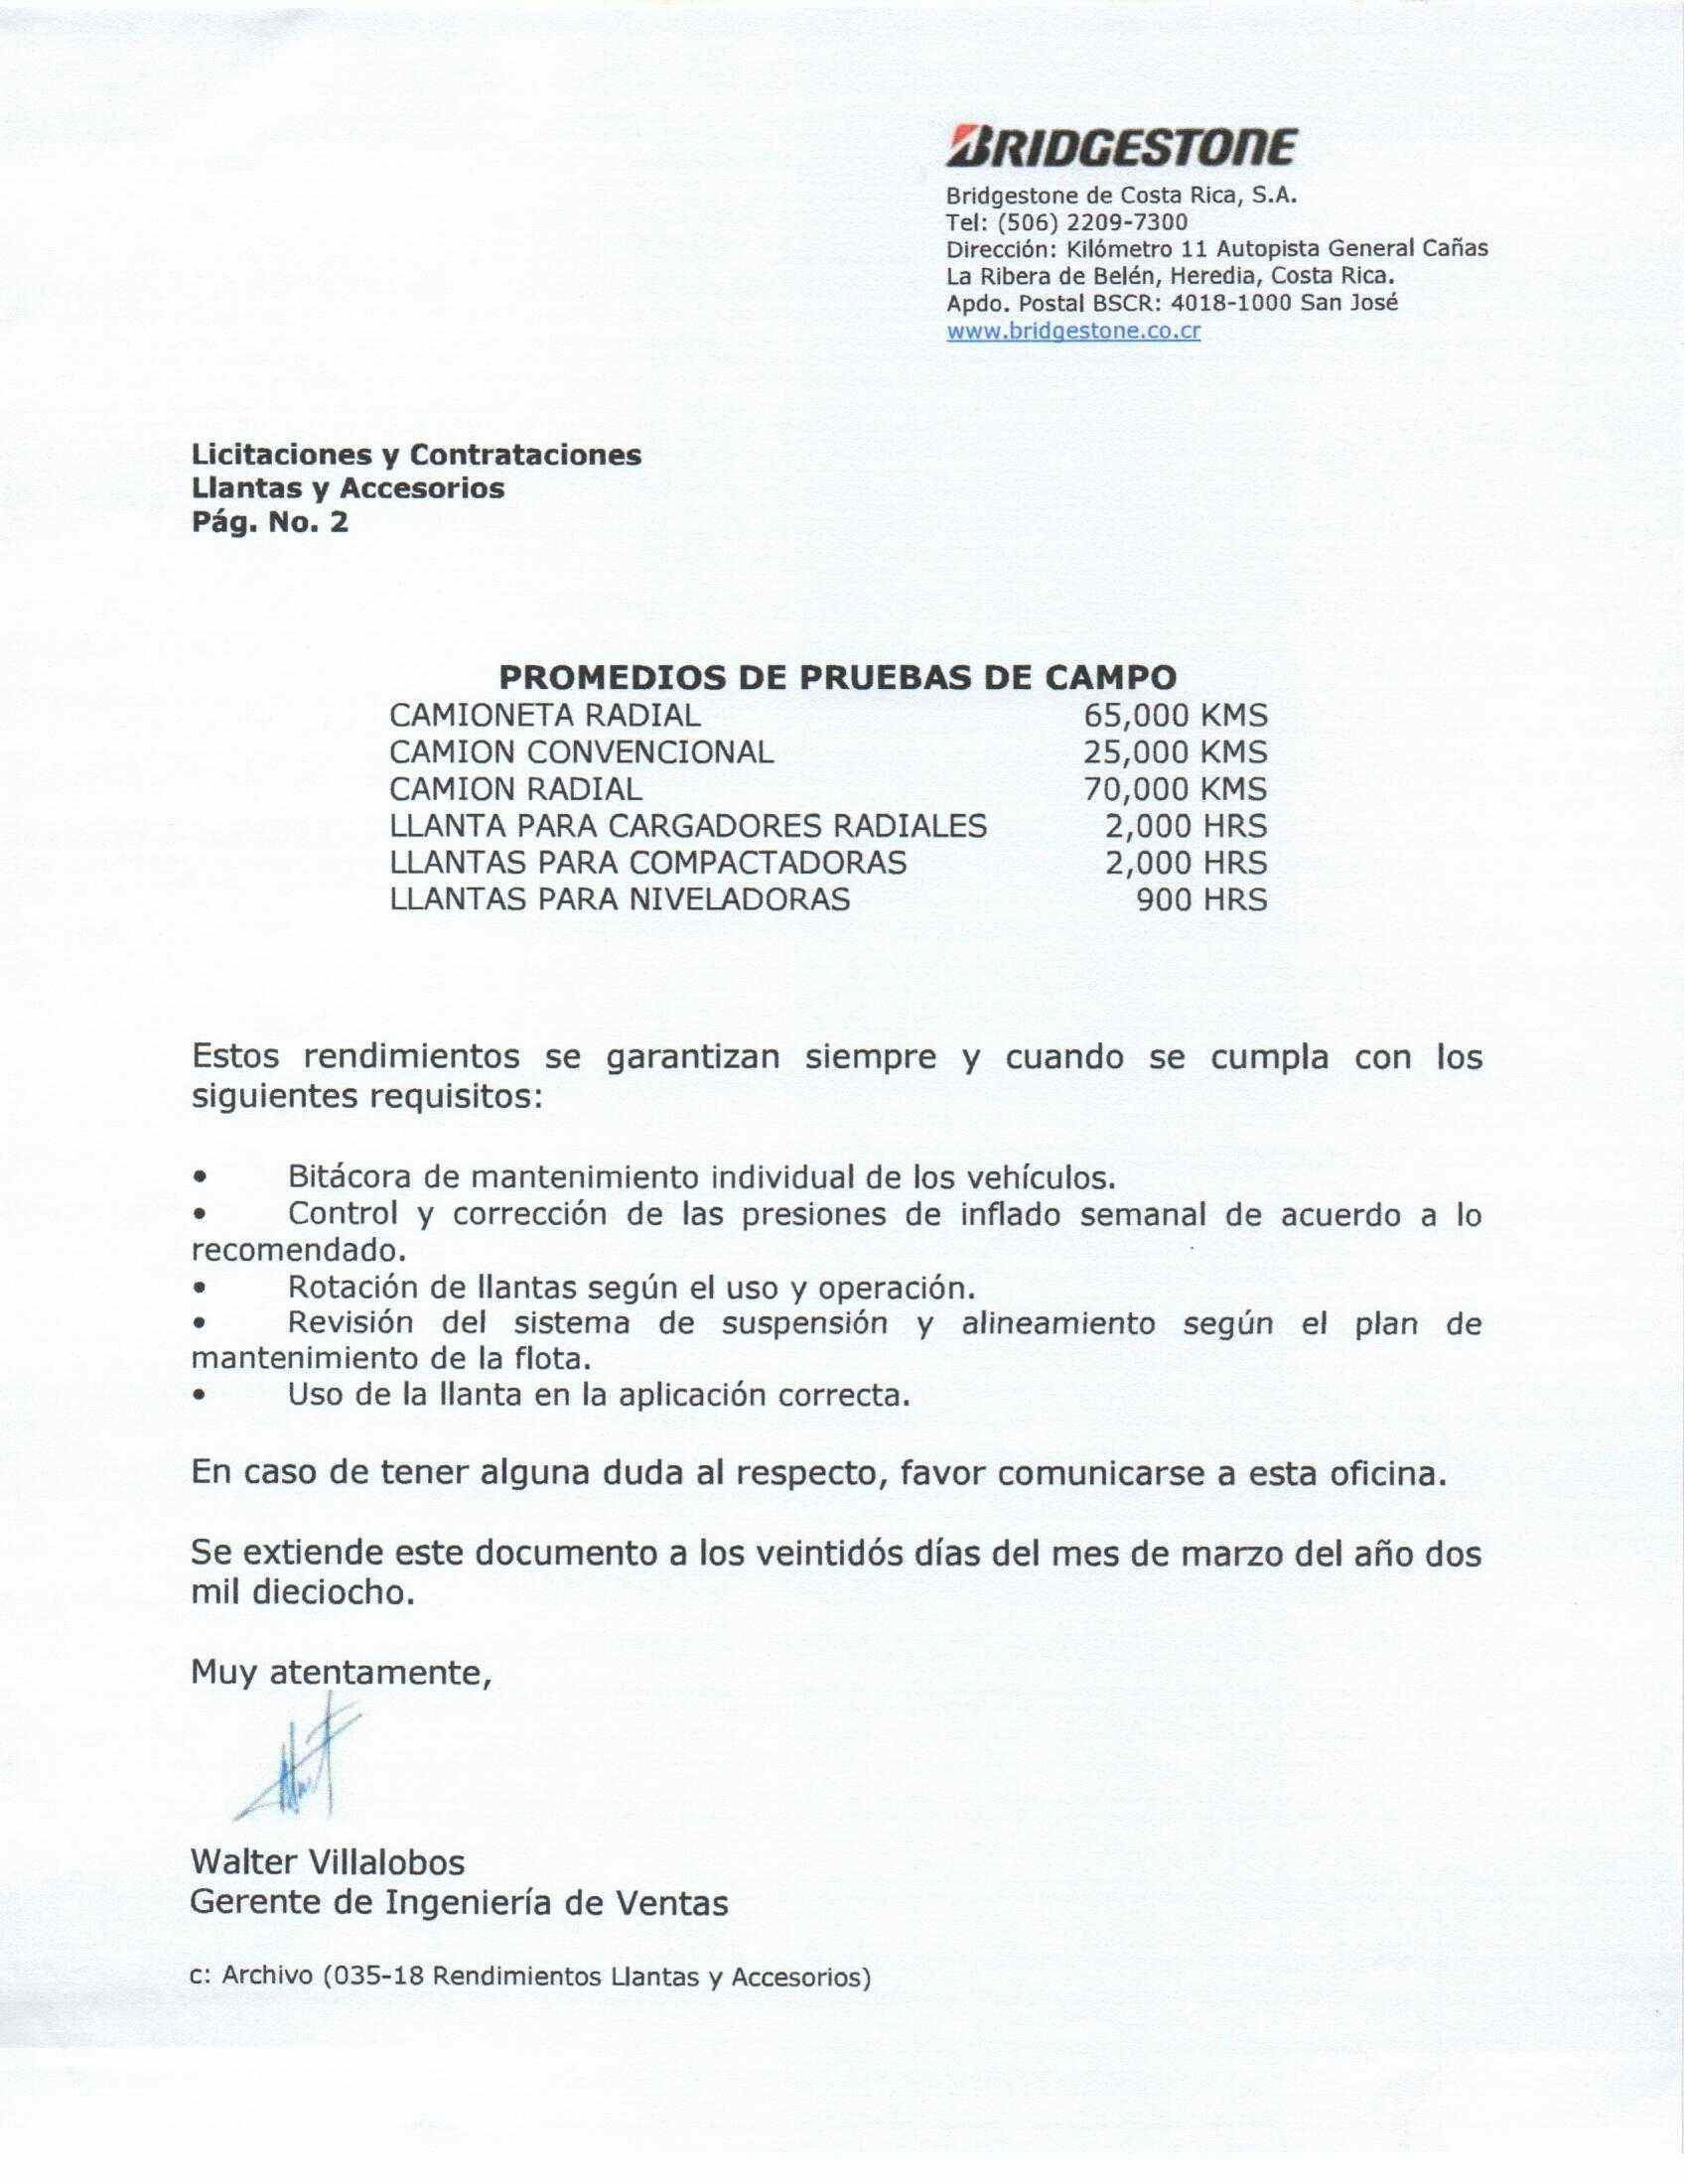 BRIDGESTONE
Bridgestone de Costa Rica, S.A.
Tel: (506) 2209-7300
Dirección: Kilómetro 11 Autopista General Cañas
La Ribera de Belén, Heredia, Costa Rica.
Apdo. Postal BSCR: 4018-1000 San José
www.bridgestone.co.cr
Licitaciones y Contrataciones
Llantas y Accesorios
Pág. No. 2
PROMEDIOS DE PRUEBAS DE CAMPO
CAMIONETA RADIAL 65,000 KMS
CAMION CONVENCIONAL 25,000 KMS
CAMION RADIAL 70,000 KMS
LLANTA PARA CARGADORES RADIALES 2,000 HRS
LLANTAS PARA COMPACTADORAS 2,000 HRS
LLANTAS PARA NIVELADORAS 900 HRS
Estos rendimientos se garantizan siempre y cuando se cumpla con los
siguientes requisitos:
• Bitácora de mantenimiento individual de los vehículos.
• Control y corrección de las presiones de inflado semanal de acuerdo a lo
recomendado.
• Rotación de llantas según el uso y operación.
• Revisión del sistema de suspensión y alineamiento según el plan de
mantenimiento de la flota.
• Uso de la llanta en la aplicación correcta.
En caso de tener alguna duda al respecto, favor comunicarse a esta oficina.
Se extiende este documento a los veintidós días del mes de marzo del año dos
mil dieciocho.
Muy atentamente,
Walter Villalobos
Gerente de Ingeniería de Ventas
c: Archivo (035-18 Rendimientos Llantas y Accesorios)